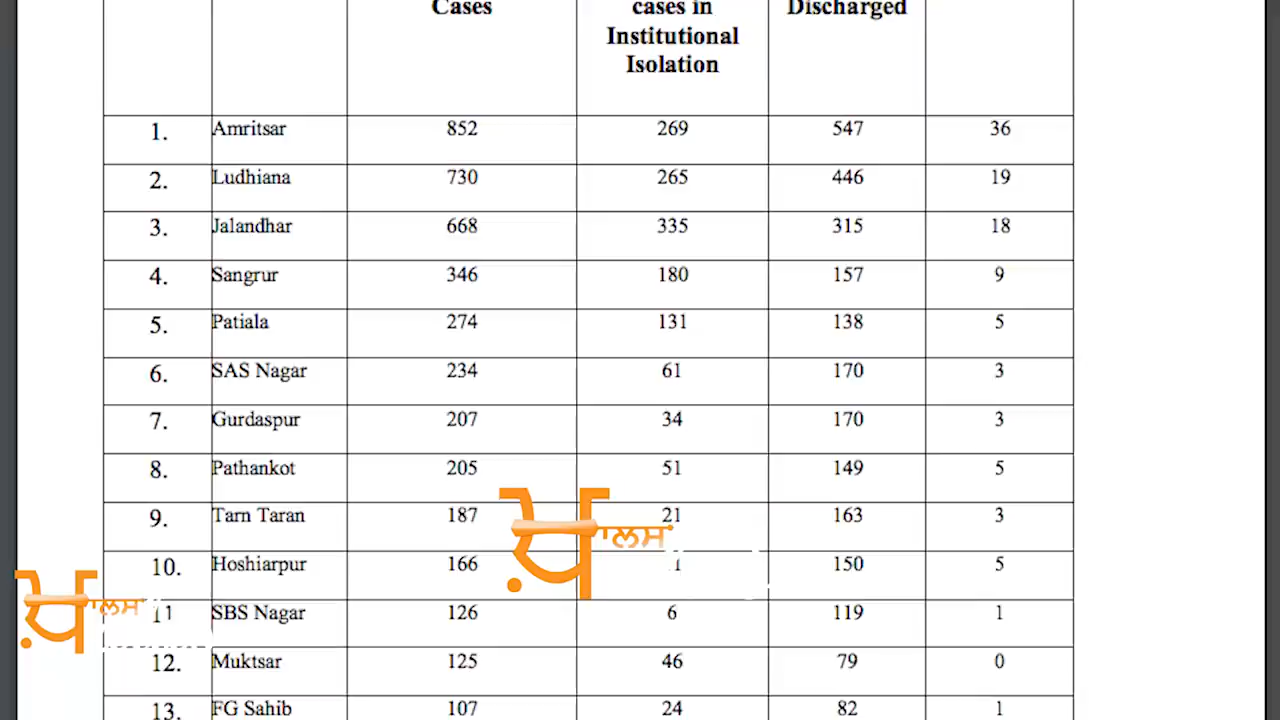 Cases cases in Discharged
Institutional
Isolation
1. Amritsar 852 269 547 36
2. Ludhiana 730 265 446 19
3. Jalandhar 668 335 315 18
4. Sangrur 346 180 157 9
5. Patiala 274 131 138 5
6. SAS Nagar 234 61 170 3
7. Gurdaspur 207 34 170 3
8. Pathankot 205 51 149 5
9. Tarn Taran 187 21 163 3
10. Hoshiarpur 166 150 5
11 SBS Nagar 126 6 119 1
12. Muktsar 125 46 79 0
13. FG Sahib 107 24 82 1